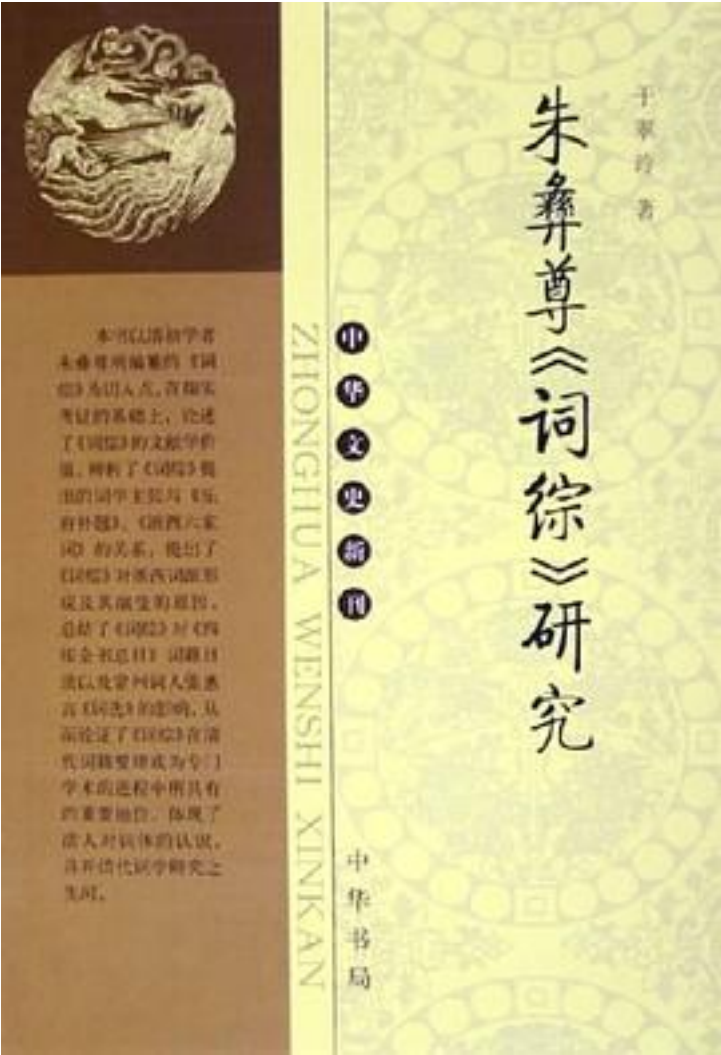 于翠玲 著
朱彝尊《词综》研究
中华文史新刊
ZHONGHUA WENSHI XINKAN
中华书局
本书以清初学者
朱彝尊所编纂的《词
综》为切入点，在翔实
考证的基础上，论述
了《词综》的文献学价
值，辨析了《词综》提
出的词学主张与《乐
府补题》、《浙西六家
词》的关系，提出了
《词综》对浙西词派形
成及其演变的原因，
总结了《词综》对《四
库全书总目》词籍目
录以及常州词人张惠
言《词选》的影响，从
而论证了《词综》在清
代词籍整理成为专门
学术的进程中所具有
的重要地位，体现了
清人对词体的认识，
且开清代词学研究之
先河。